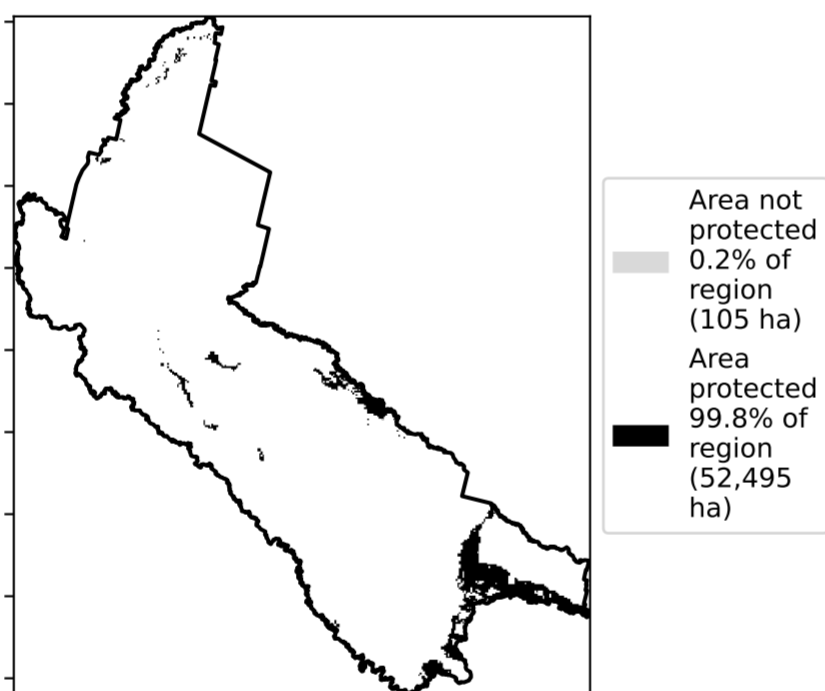 Area not
protected
0.2% of
region
(105 ha)
Area
protected
99.8% of
region
(52,495
ha)